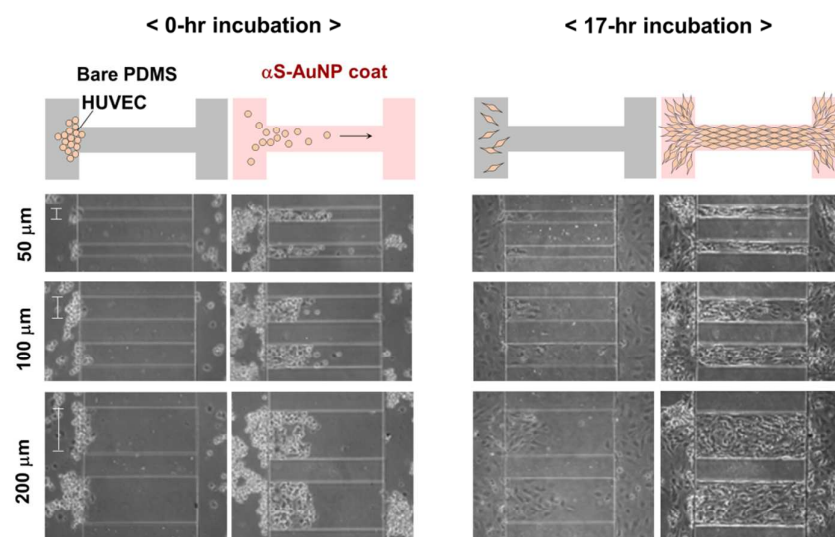 < 0-hr incubation >
< 17-hr incubation >
Bare PDMS
HUVEC
αS-AuNP coat
50 μm
100 μm
200 μm